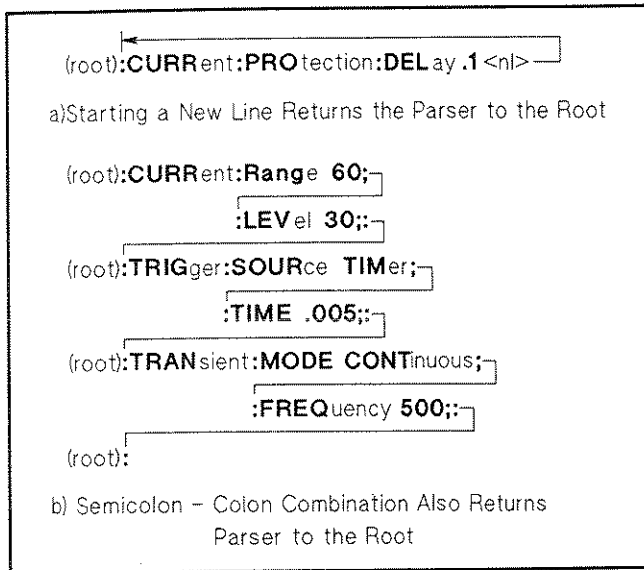 (root):CURRent:PROtection:DELay .1<nl>
a)Starting a New Line Returns the Parser to the Root
(root):CURRent:Range 60;
:LEVel 30;:
(root):TRIGger:SOURce TIMer;
:TIME .005;:
(root):TRANsient:MODE CONTinuous;
:FREQuency 500;:
(root):
b) Semicolon – Colon Combination Also Returns
Parser to the Root